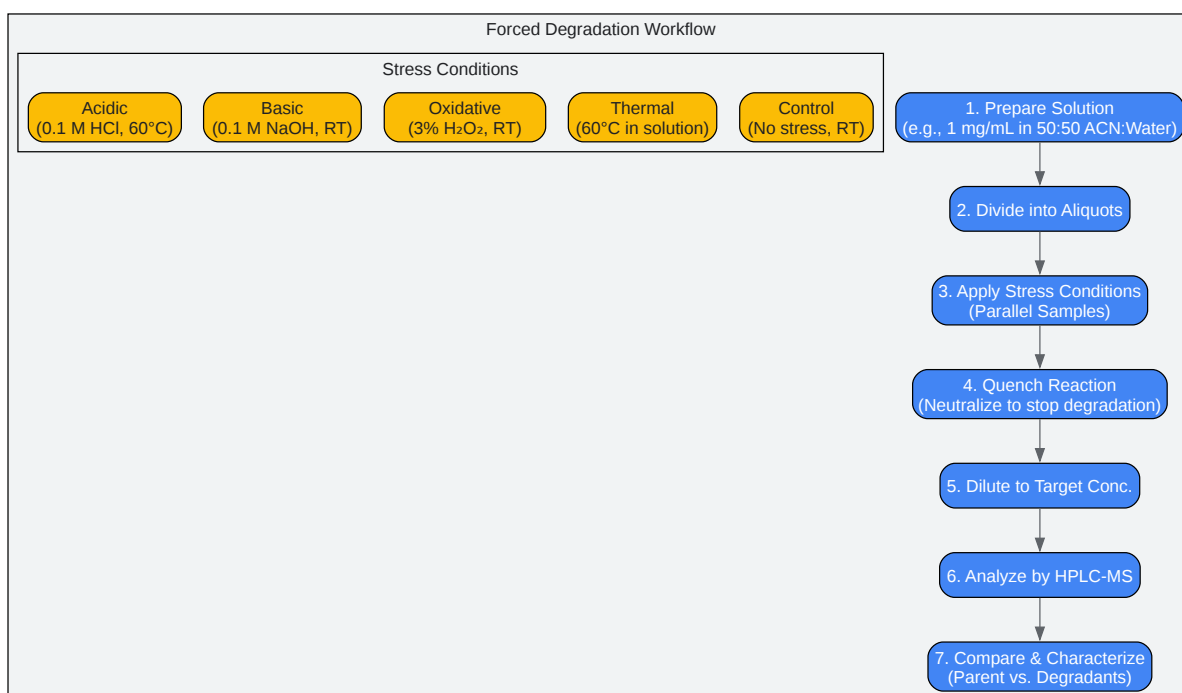 Forced Degradation Workflow
Stress Conditions
Acidic
(0.1 M HCl, 60°C)
Basic
(0.1 M NaOH, RT)
Oxidative
(3% H₂O₂, RT)
Thermal
(60°C in solution)
Control
(No stress, RT)
1. Prepare Solution
(e.g., 1 mg/mL in 50:50 ACN:Water)
2. Divide into Aliquots
3. Apply Stress Conditions
(Parallel Samples)
4. Quench Reaction
(Neutralize to stop degradation)
5. Dilute to Target Conc.
6. Analyze by HPLC-MS
7. Compare & Characterize
(Parent vs. Degradants)